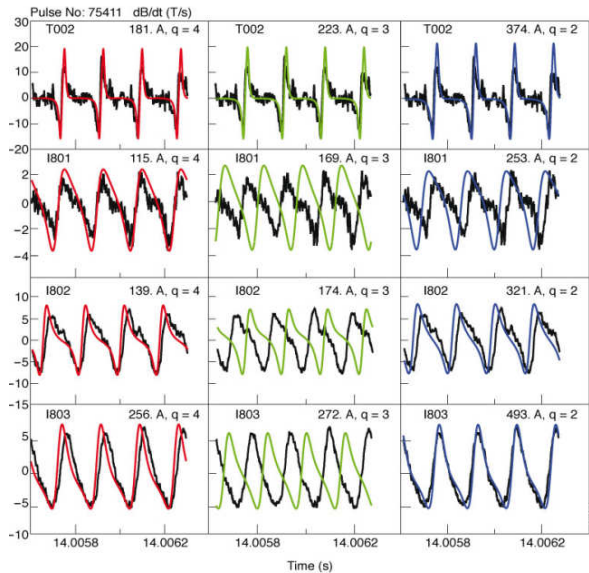 Pulse No: 75411 dB/dt (T/s)
30
20
10
0
−10
−20
T002 181. A, q = 4
T002 223. A, q = 3
T002 374. A, q = 2
2
0
−2
−4
I801 115. A, q = 4
I801 169. A, q = 3
I801 253. A, q = 2
10
5
0
−5
−10
−15
I802 139. A, q = 4
I802 174. A, q = 3
I802 321. A, q = 2
5
0
−5
−10
I803 256. A, q = 4
I803 272. A, q = 3
I803 493. A, q = 2
14.0058 14.0062 14.0058 14.0062 14.0058 14.0062
Time (s)